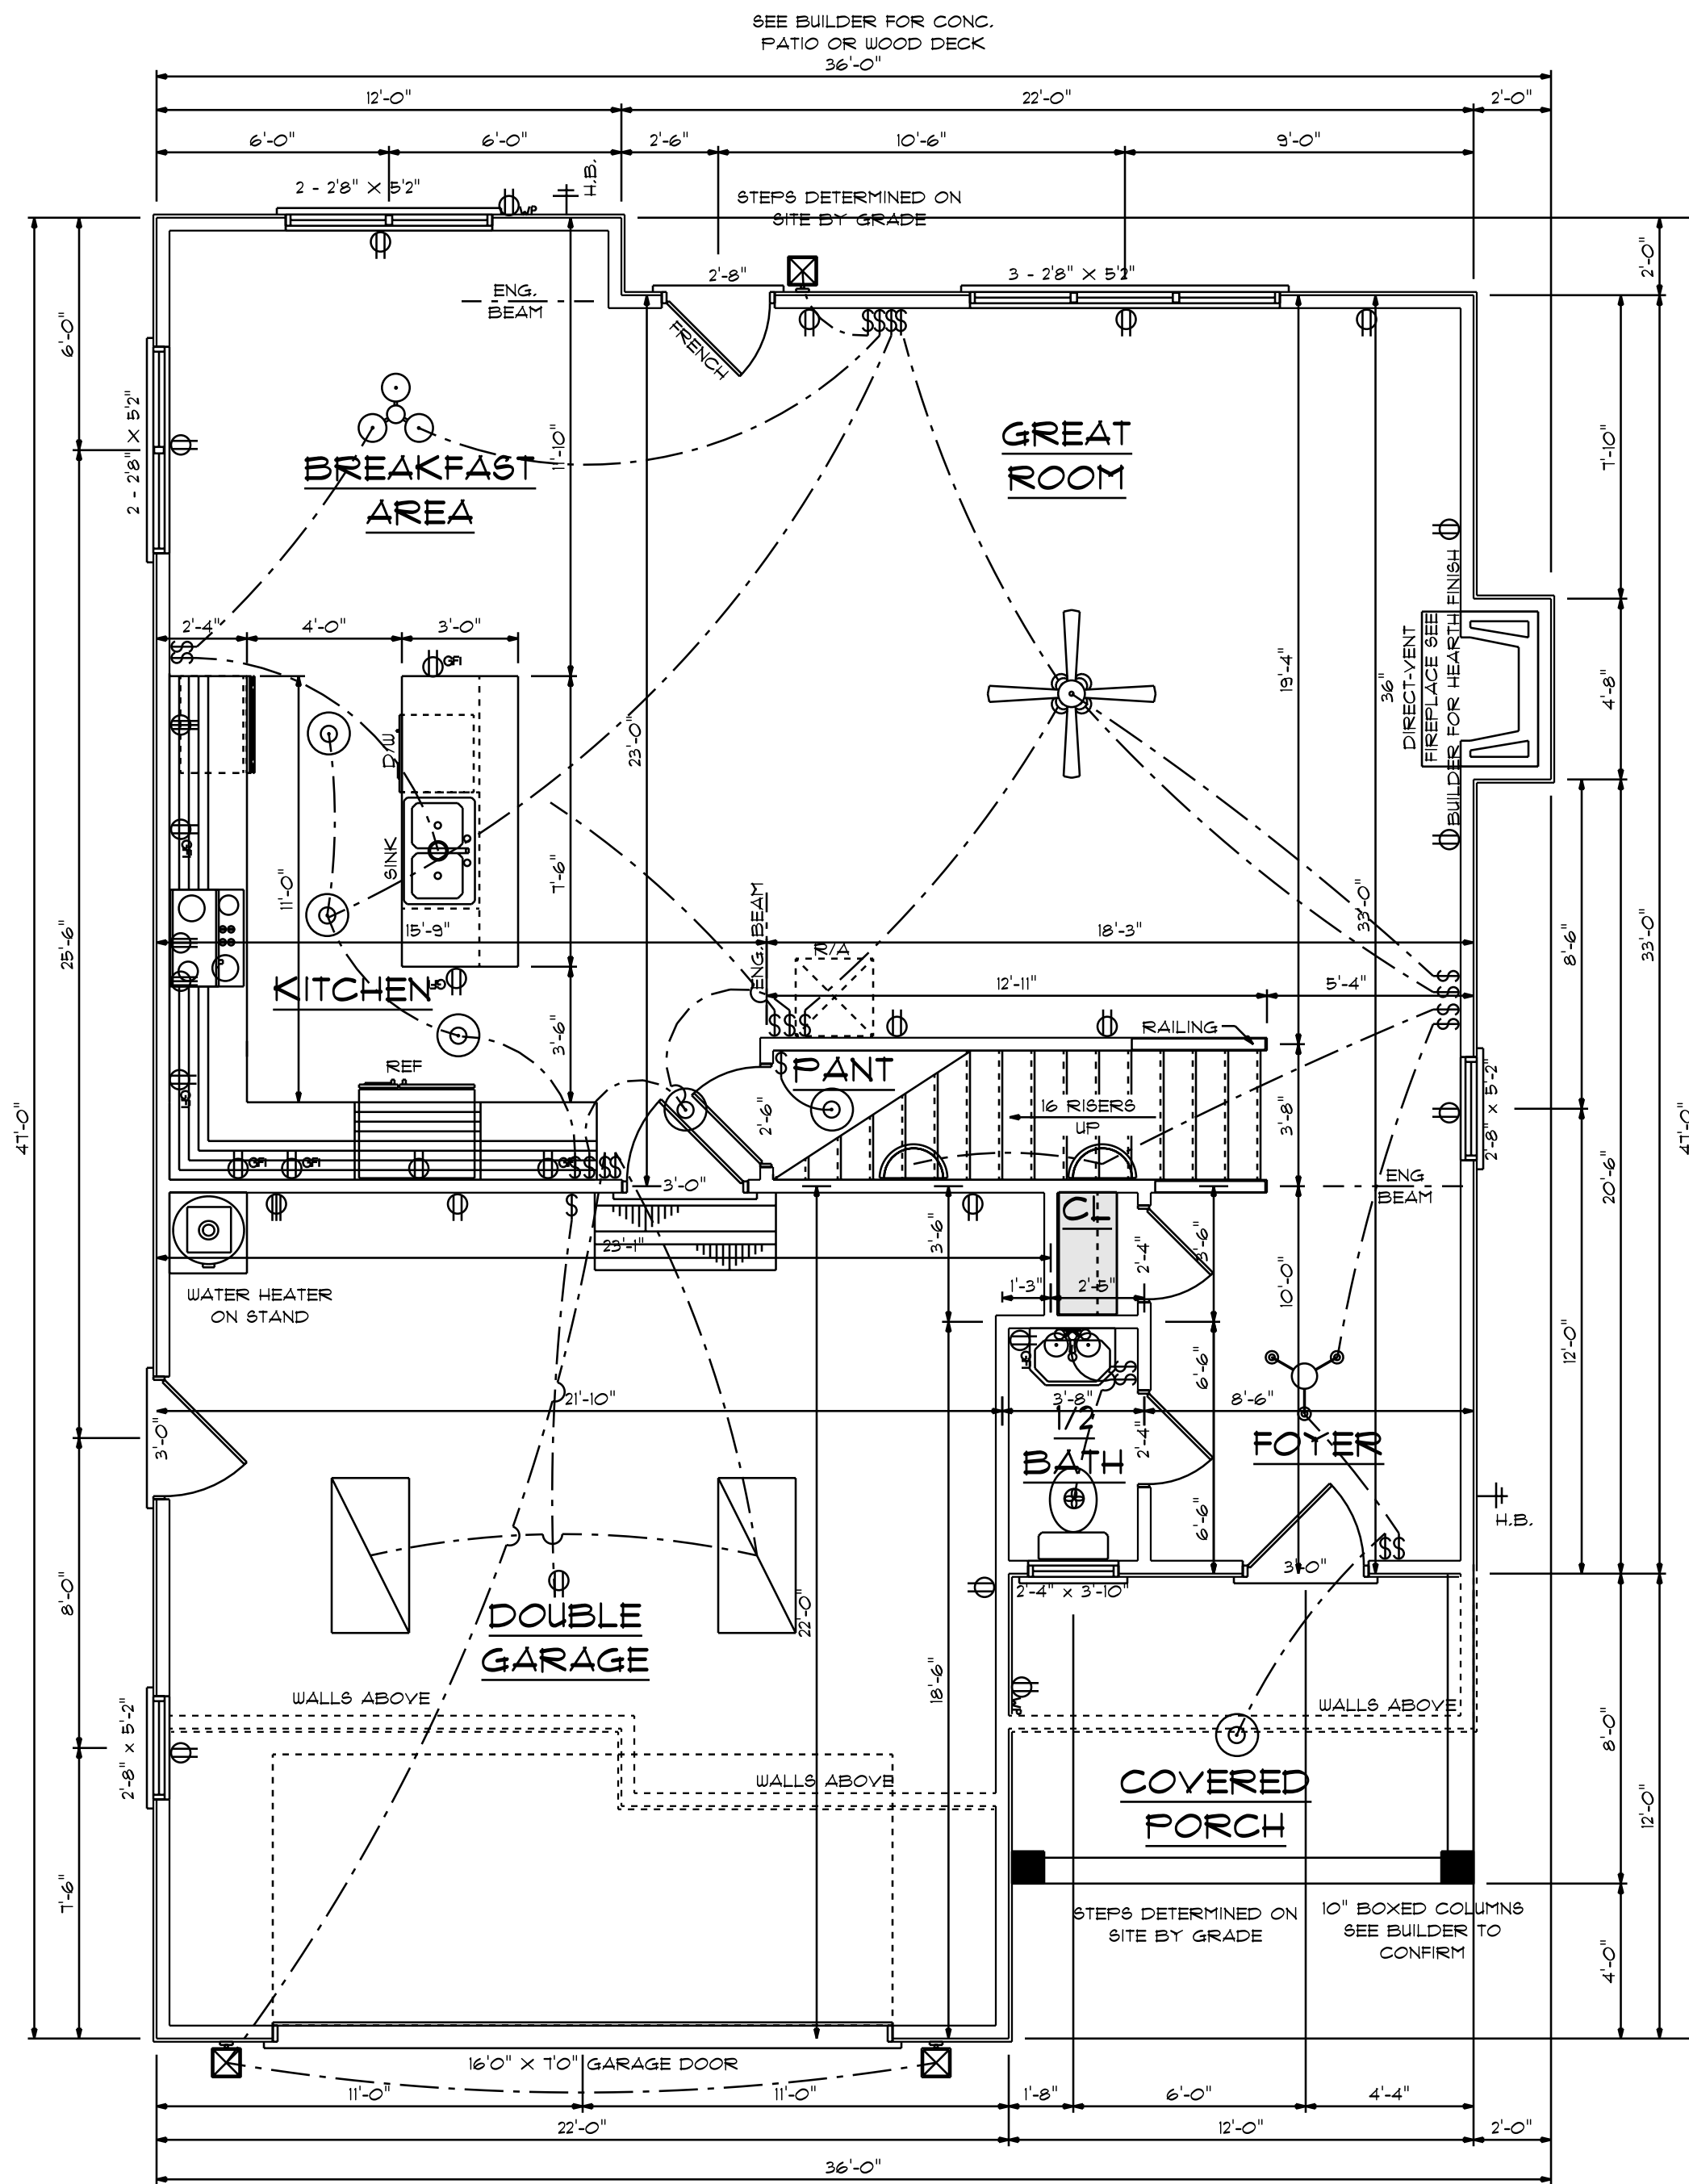 SEE BUILDER FOR CONC.
PATIO OR WOOD DECK
36'-0"
12'-0"
22'-0"
2'-0"
6'-0"
6'-0"
2'-6"
10'-6"
9'-0"
2 - 2'8" X 5'2"
WP
H.B.
STEPS DETERMINED ON
SITE BY GRADE
2'-8"
3 - 2'8" X 5'2"
2'-0"
ENG.
BEAM
FRENCH
$$$$
6'-0"
2 - 2'8" X 5'2"
11'-10"
7'-10"
BREAKFAST
AREA
GREAT
ROOM
2'-4"
4'-0"
3'-0"
$$
GFI
D/W
SINK
23'-0"
19'-4"
36"
DIRECT-VENT
FIREPLACE SEE
BUILDER FOR HEARTH FINISH
4'-8"
GFI
11'-0"
7'-6"
25'-6"
47'-0"
15'-9"
18'-3"
33'-0"
8'-6"
33'-0"
ENG. BEAM
R/A
KITCHEN
GFI
12'-11"
5'-4"
$$$$
$$$
RAILING
3'-6"
REF
GFI
$
PANT
2'-6"
16 RISERS
UP
3'-8"
2'-8" x 5'-2"
20'-6"
47'-0"
GFI
GFI
GFI
$$$$
3'-0"
ENG
BEAM
$
CL
23'-1"
3'-6"
2'-4"
3'-6"
10'-0"
1'-3"
2'-5"
WATER HEATER
ON STAND
GFI
$$
6'-6"
12'-0"
3'-0"
21'-10"
3'-8"
8'-6"
1/2
BATH
2'-4"
FOYER
6'-6"
H.B.
$$
3'-0"
2'-4" x 3'-10"
8'-0"
DOUBLE
GARAGE
22'-0"
18'-6"
WP
WALLS ABOVE
WALLS ABOVE
2'-8" x 5'-2"
WALLS ABOVE
COVERED
PORCH
8'-0"
12'-0"
7'-6"
STEPS DETERMINED ON
SITE BY GRADE
10" BOXED COLUMNS
SEE BUILDER TO
CONFIRM
4'-0"
16'0" X 7'0" GARAGE DOOR
11'-0"
11'-0"
1'-8"
6'-0"
4'-4"
22'-0"
12'-0"
2'-0"
36'-0"